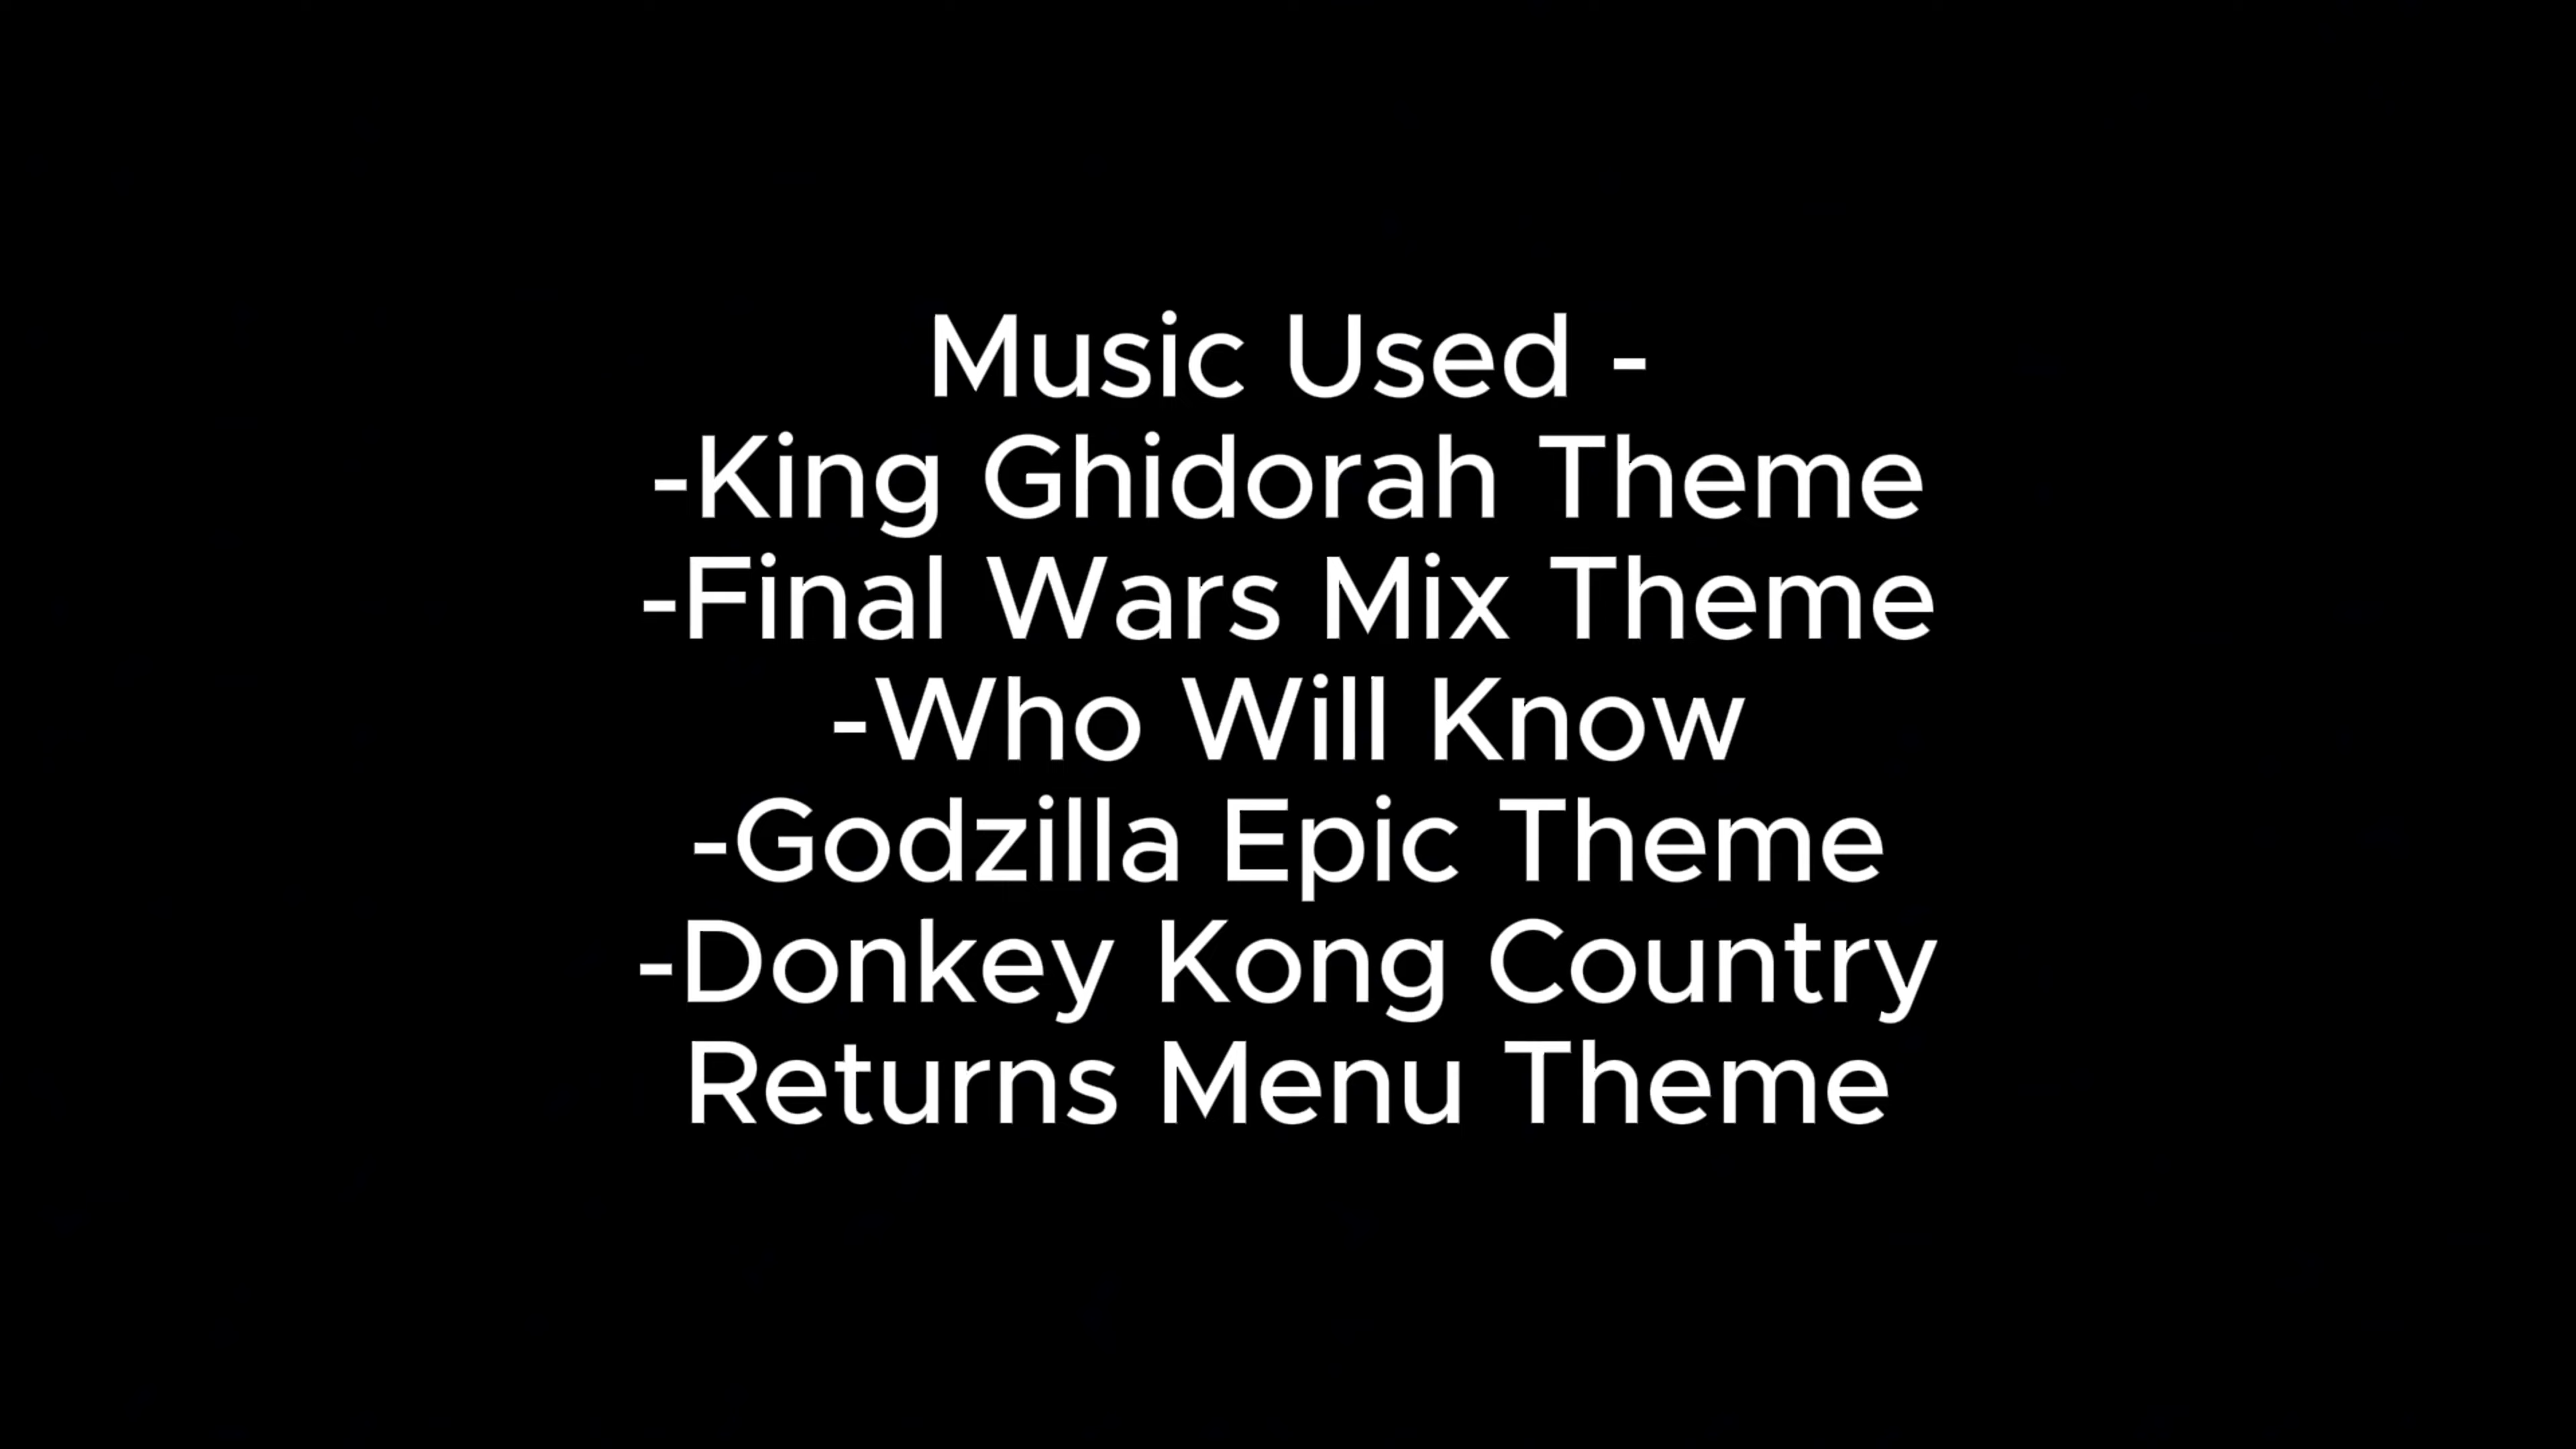 Music Used -
-King Ghidorah Theme
-Final Wars Mix Theme
-Who Will Know
-Godzilla Epic Theme
-Donkey Kong Country
Returns Menu Theme